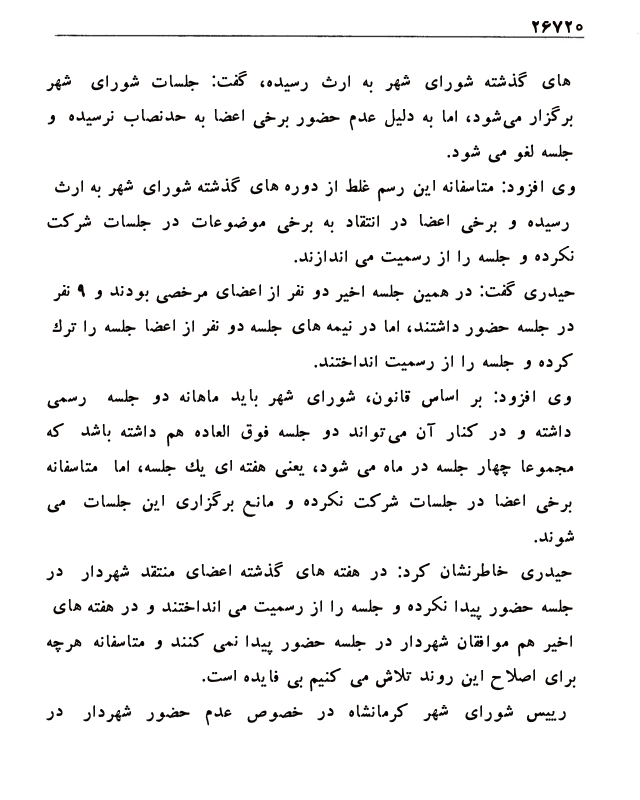 ۲۶۷۲۰
های گذشته شورای شهر به ارث رسیده، گفت: جلسات شورای شهر
برگزار می‌شود، اما به دلیل عدم حضور برخی اعضا به حدنصاب نرسیده و
جلسه لغو می شود.
وی افزود: متاسفانه این رسم غلط از دوره های گذشته شورای شهر به ارث
رسیده و برخی اعضا در انتقاد به برخی موضوعات در جلسات شرکت
نکرده و جلسه را از رسمیت می اندازند.
حیدری گفت: در همین جلسه اخیر دو نفر از اعضای مرخصی بودند و ۹ نفر
در جلسه حضور داشتند، اما در نیمه های جلسه دو نفر از اعضا جلسه را ترك
کرده و جلسه را از رسمیت انداختند.
وی افزود: بر اساس قانون، شورای شهر باید ماهانه دو جلسه رسمی
داشته و در کنار آن می‌تواند دو جلسه فوق العاده هم داشته باشد که
مجموعا چهار جلسه در ماه می شود، یعنی هفته ای یك جلسه، اما متاسفانه
برخی اعضا در جلسات شرکت نکرده و مانع برگزاری این جلسات می
شوند.
حیدری خاطرنشان کرد: در هفته های گذشته اعضای منتقد شهردار در
جلسه حضور پیدا نکرده و جلسه را از رسمیت می انداختند و در هفته های
اخیر هم موافقان شهردار در جلسه حضور پیدا نمی کنند و متاسفانه هرچه
برای اصلاح این روند تلاش می کنیم بی فایده است.
رییس شورای شهر کرمانشاه در خصوص عدم حضور شهردار در